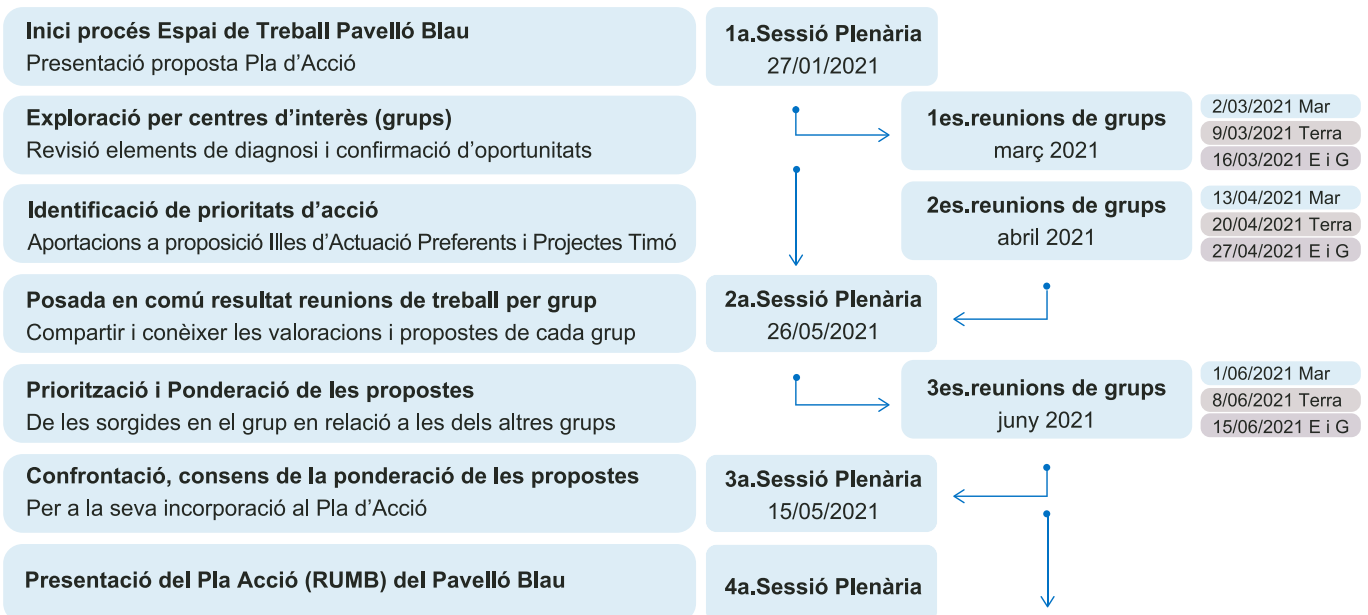 Inici procés Espai de Treball Pavelló Blau
Presentació proposta Pla d’Acció
1a.Sessió Plenària
27/01/2021
Exploració per centres d’interès (grups)
Revisió elements de diagnosi i confirmació d’oportunitats
1es.reunions de grups
març 2021
2/03/2021 Mar
9/03/2021 Terra
16/03/2021 E i G
Identificació de prioritats d’acció
Aportacions a proposició Illes d’Actuació Preferents i Projectes Timó
2es.reunions de grups
abril 2021
13/04/2021 Mar
20/04/2021 Terra
27/04/2021 E i G
Posada en comú resultat reunions de treball per grup
Compartir i conèixer les valoracions i propostes de cada grup
2a.Sessió Plenària
26/05/2021
Priorització i Ponderació de les propostes
De les sorgides en el grup en relació a les dels altres grups
3es.reunions de grups
juny 2021
1/06/2021 Mar
8/06/2021 Terra
15/06/2021 E i G
Confrontació, consens de la ponderació de les propostes
Per a la seva incorporació al Pla d’Acció
3a.Sessió Plenària
15/05/2021
Presentació del Pla Acció (RUMB) del Pavelló Blau
4a.Sessió Plenària